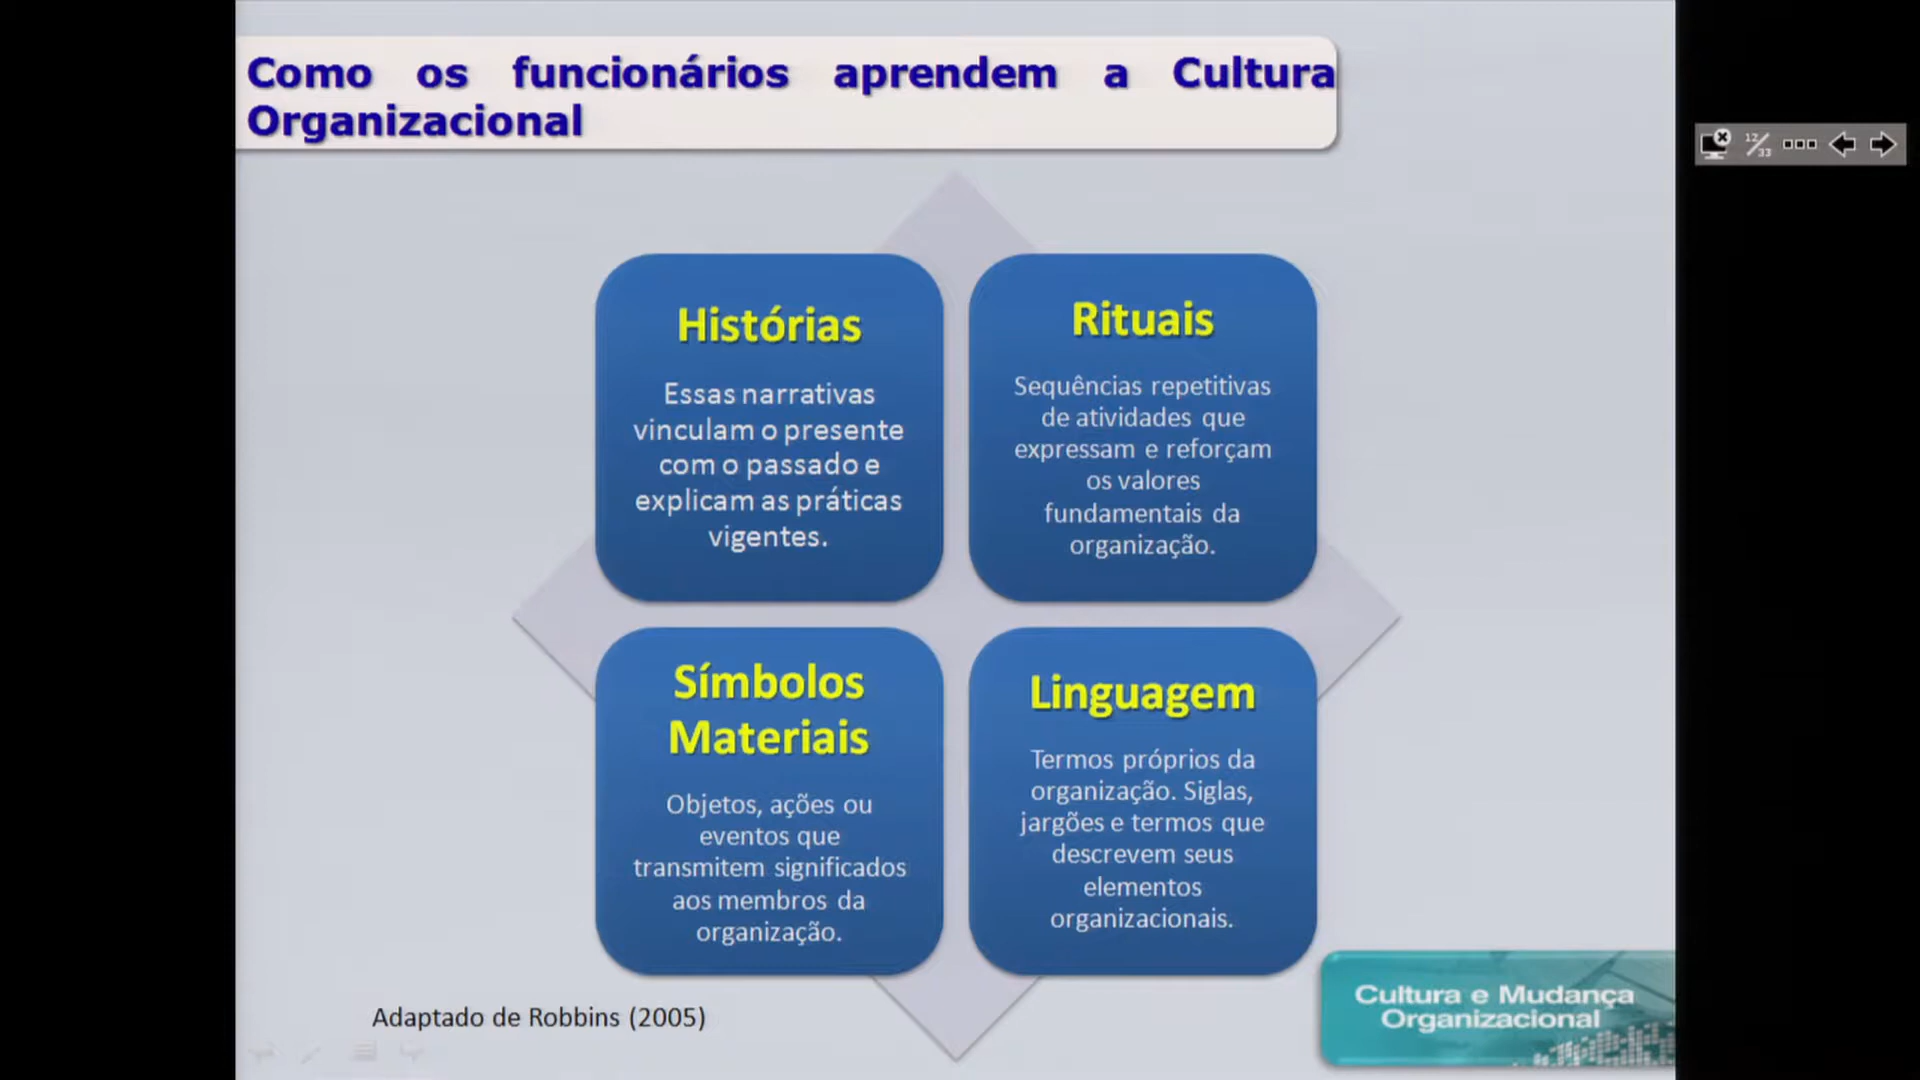 Como os funcionários aprendem a Cultura
Organizacional
12/33
Histórias
Essas narrativas
vinculam o presente
com o passado e
explicam as práticas
vigentes.
Rituais
Sequências repetitivas
de atividades que
expressam e reforçam
os valores
fundamentais da
organização.
Símbolos
Materiais
Objetos, ações ou
eventos que
transmitem significados
aos membros da
organização.
Linguagem
Termos próprios da
organização. Siglas,
jargões e termos que
descrevem seus
elementos
organizacionais.
Adaptado de Robbins (2005)
Cultura e Mudança
Organizacional